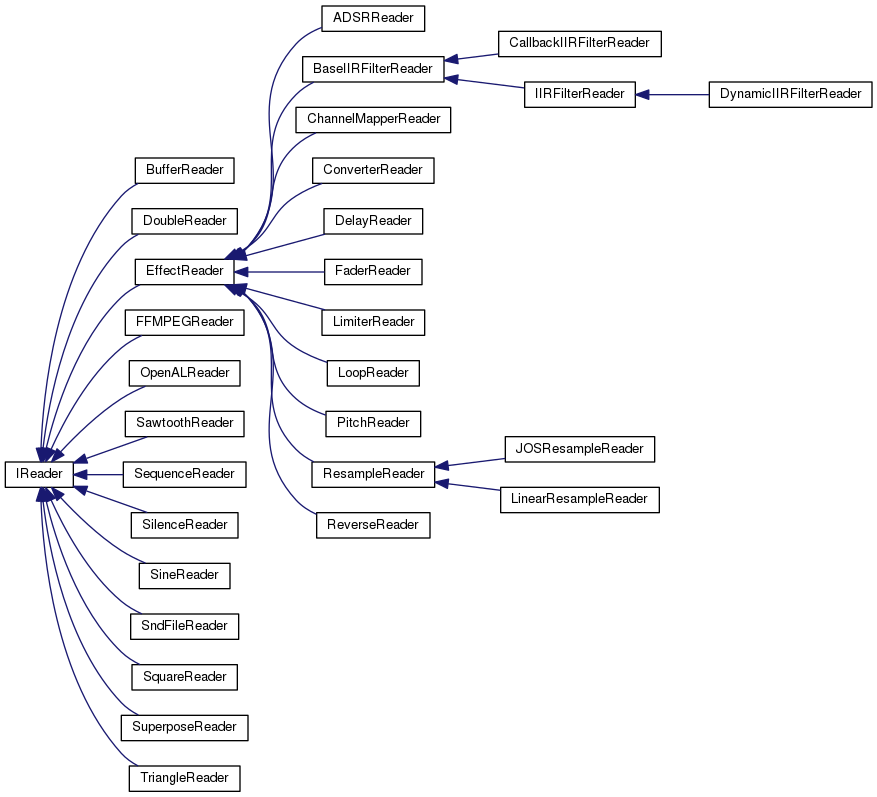 ADSRReader
CallbackIIRFilterReader
BaseIIRFilterReader
IIRFilterReader
DynamicIIRFilterReader
ChannelMapperReader
BufferReader
ConverterReader
DoubleReader
DelayReader
EffectReader
FaderReader
FFMPEGReader
LimiterReader
OpenALReader
LoopReader
SawtoothReader
PitchReader
JOSResampleReader
IReader
SequenceReader
ResampleReader
LinearResampleReader
SilenceReader
ReverseReader
SineReader
SndFileReader
SquareReader
SuperposeReader
TriangleReader